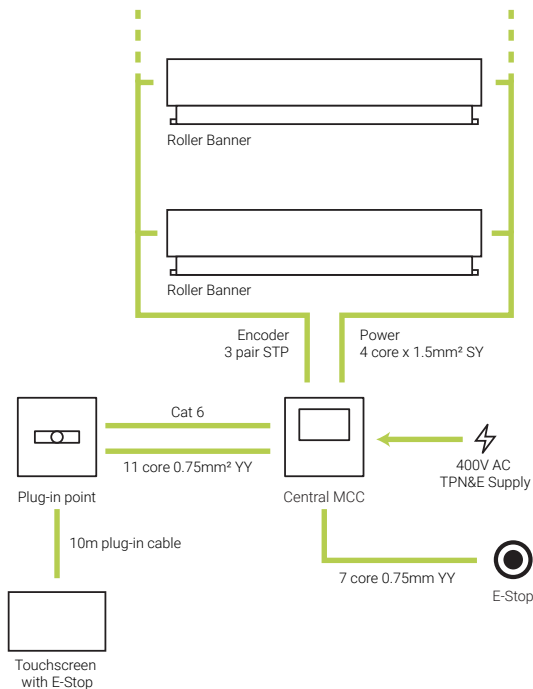 Roller Banner
Roller Banner
Encoder
3 pair STP
Power
4 core x 1.5mm² SY
Cat 6
11 core 0.75mm² YY
Plug-in point
Central MCC
400V AC
TPN&E Supply
10m plug-in cable
7 core 0.75mm YY
E-Stop
Touchscreen
with E-Stop